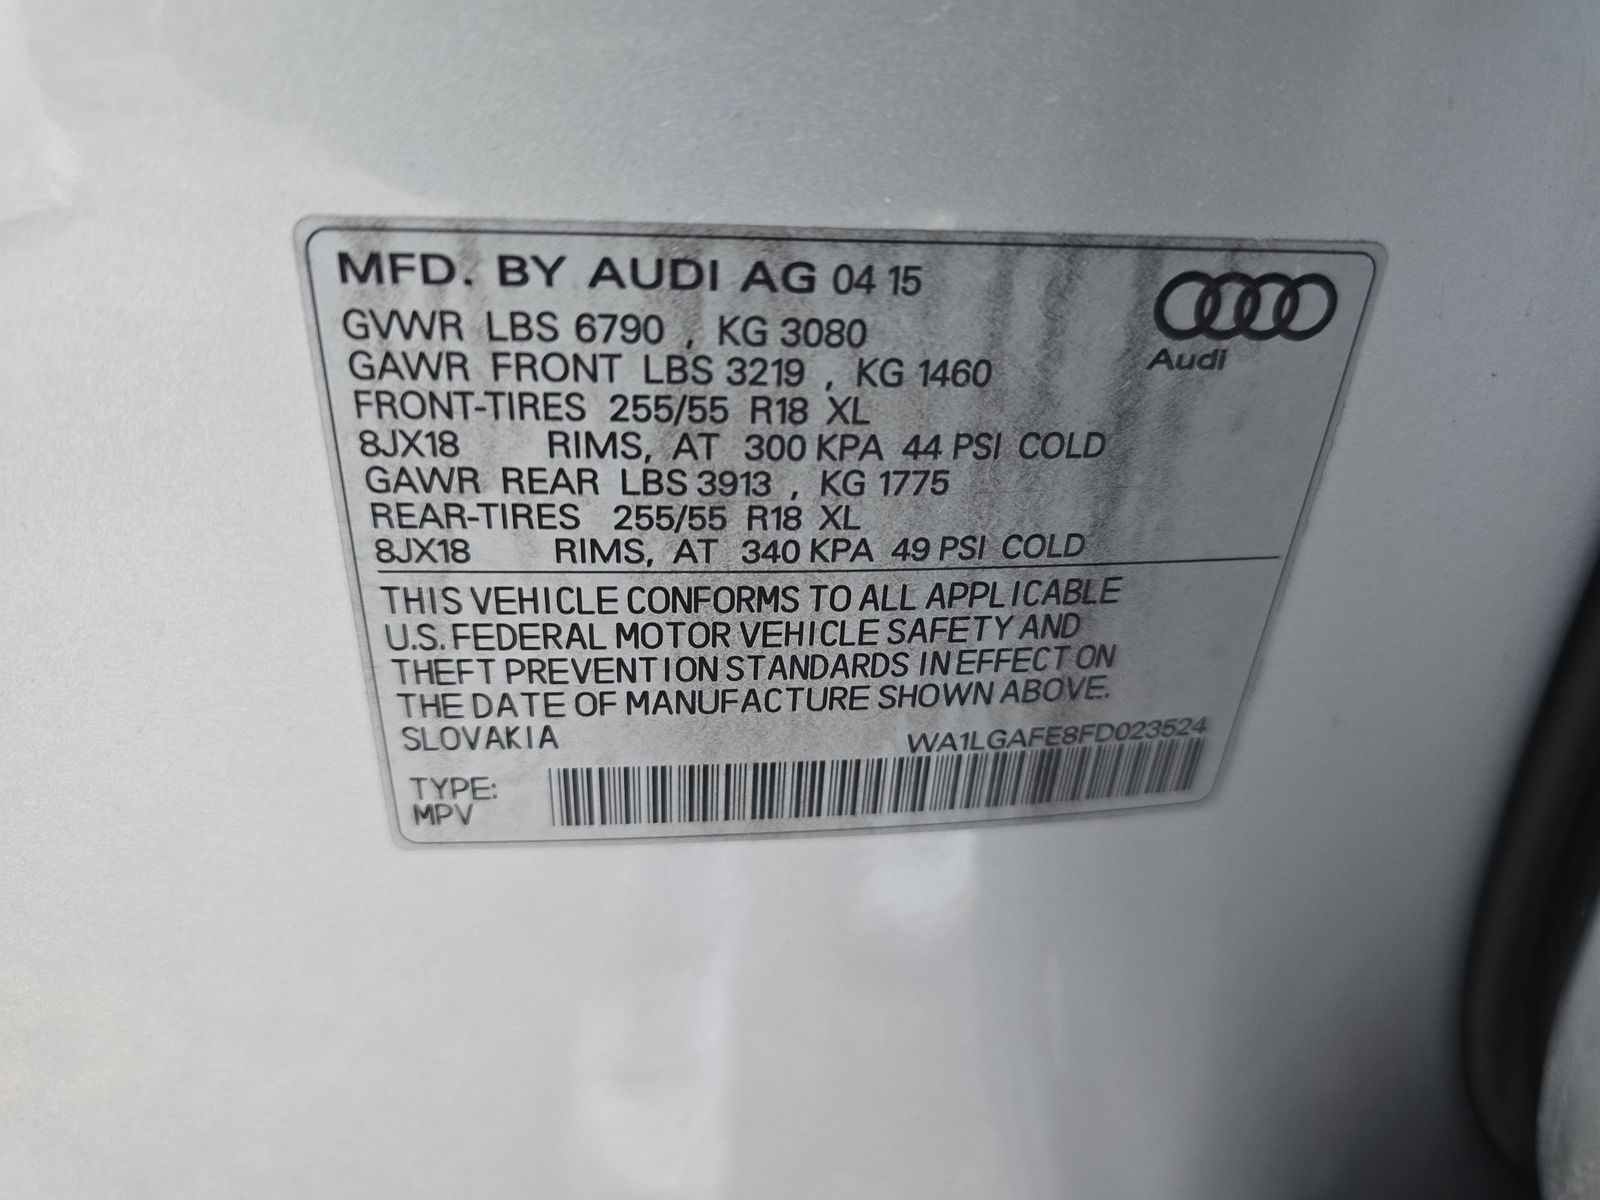 MFD. BY AUDI AG 04 15
GVWR LBS 6790 , KG 3080
GAWR FRONT LBS 3219 , KG 1460
FRONT-TIRES 255/55 R18 XL
8JX18 RIMS, AT 300 KPA 44 PSI COLD
GAWR REAR LBS 3913 , KG 1775
REAR-TIRES 255/55 R18 XL
8JX18 RIMS, AT 340 KPA 49 PSI COLD
Audi
THIS VEHICLE CONFORMS TO ALL APPLICABLE
U.S. FEDERAL MOTOR VEHICLE SAFETY AND
THEFT PREVENTION STANDARDS IN EFFECT ON
THE DATE OF MANUFACTURE SHOWN ABOVE.
SLOVAKIA WA1LGAFE8FD023524
TYPE:
MPV